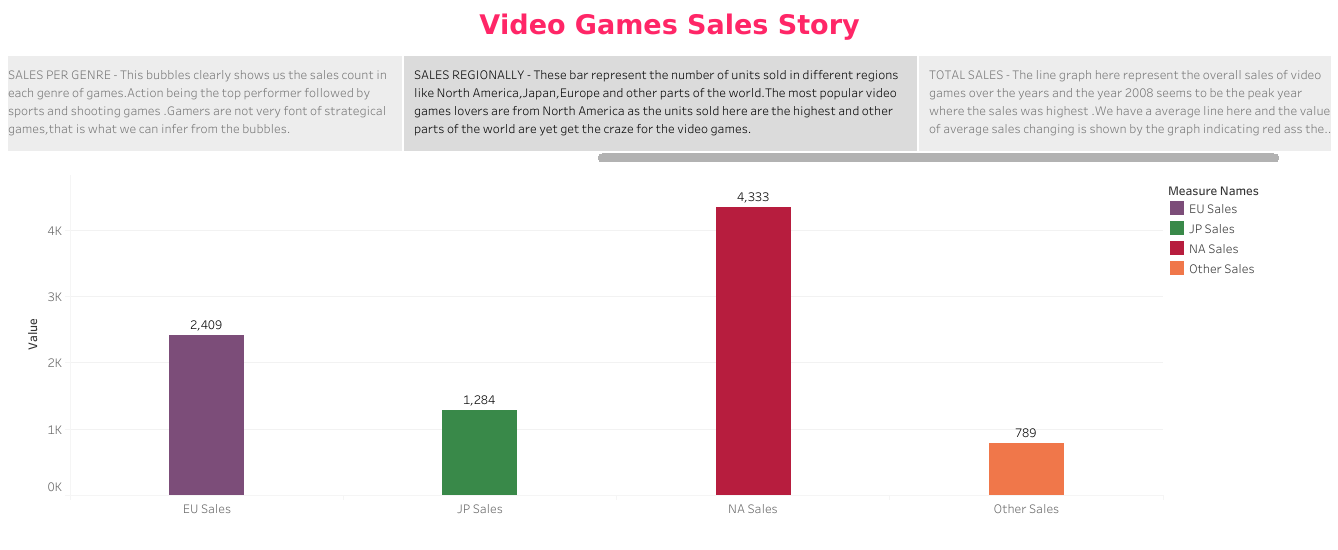 Video Games Sales Story
SALES PER GENRE - This bubbles clearly shows us the sales count in
each genre of games.Action being the top performer followed by
sports and shooting games .Gamers are not very font of strategical
games,that is what we can infer from the bubbles.
SALES REGIONALLY - These bar represent the number of units sold in different regions
like North America,Japan,Europe and other parts of the world.The most popular video
games lovers are from North America as the units sold here are the highest and other
parts of the world are yet get the craze for the video games.
TOTAL SALES - The line graph here represent the overall sales of video
games over the years and the year 2008 seems to be the peak year
where the sales was highest .We have a average line here and the value
of average sales changing is shown by the graph indicating red ass the..
Measure Names
EU Sales
JP Sales
NA Sales
Other Sales
Value
4K
3K
2K
1K
0K
2,409
1,284
4,333
789
EU Sales
JP Sales
NA Sales
Other Sales